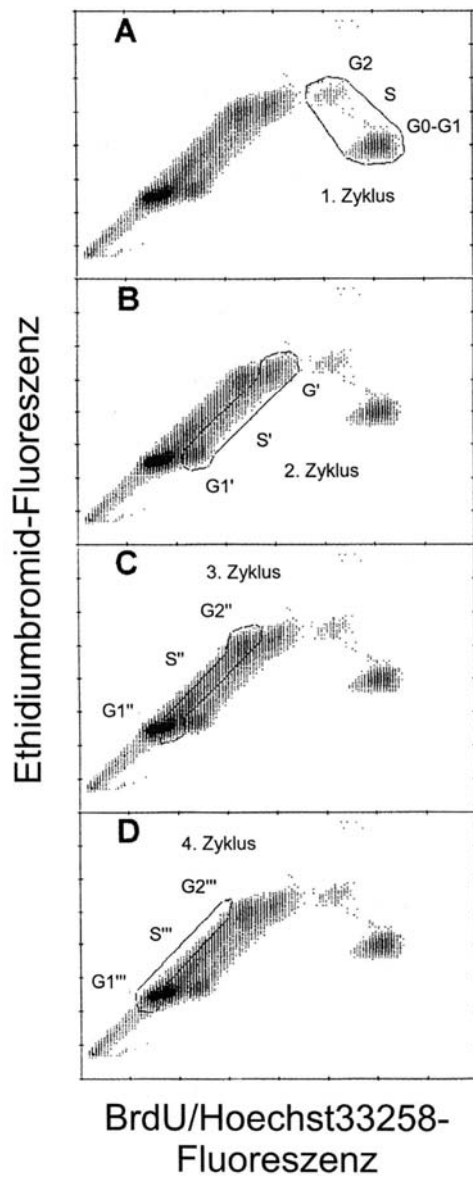 Ethidiumbromid-Fluoreszenz
A
G2
S
G0-G1
1. Zyklus
B
G'
S'
G1'
2. Zyklus
C
3. Zyklus
G2''
S''
G1''
D
4. Zyklus
G2'''
S'''
G1'''
BrdU/Hoechst33258-
Fluoreszenz